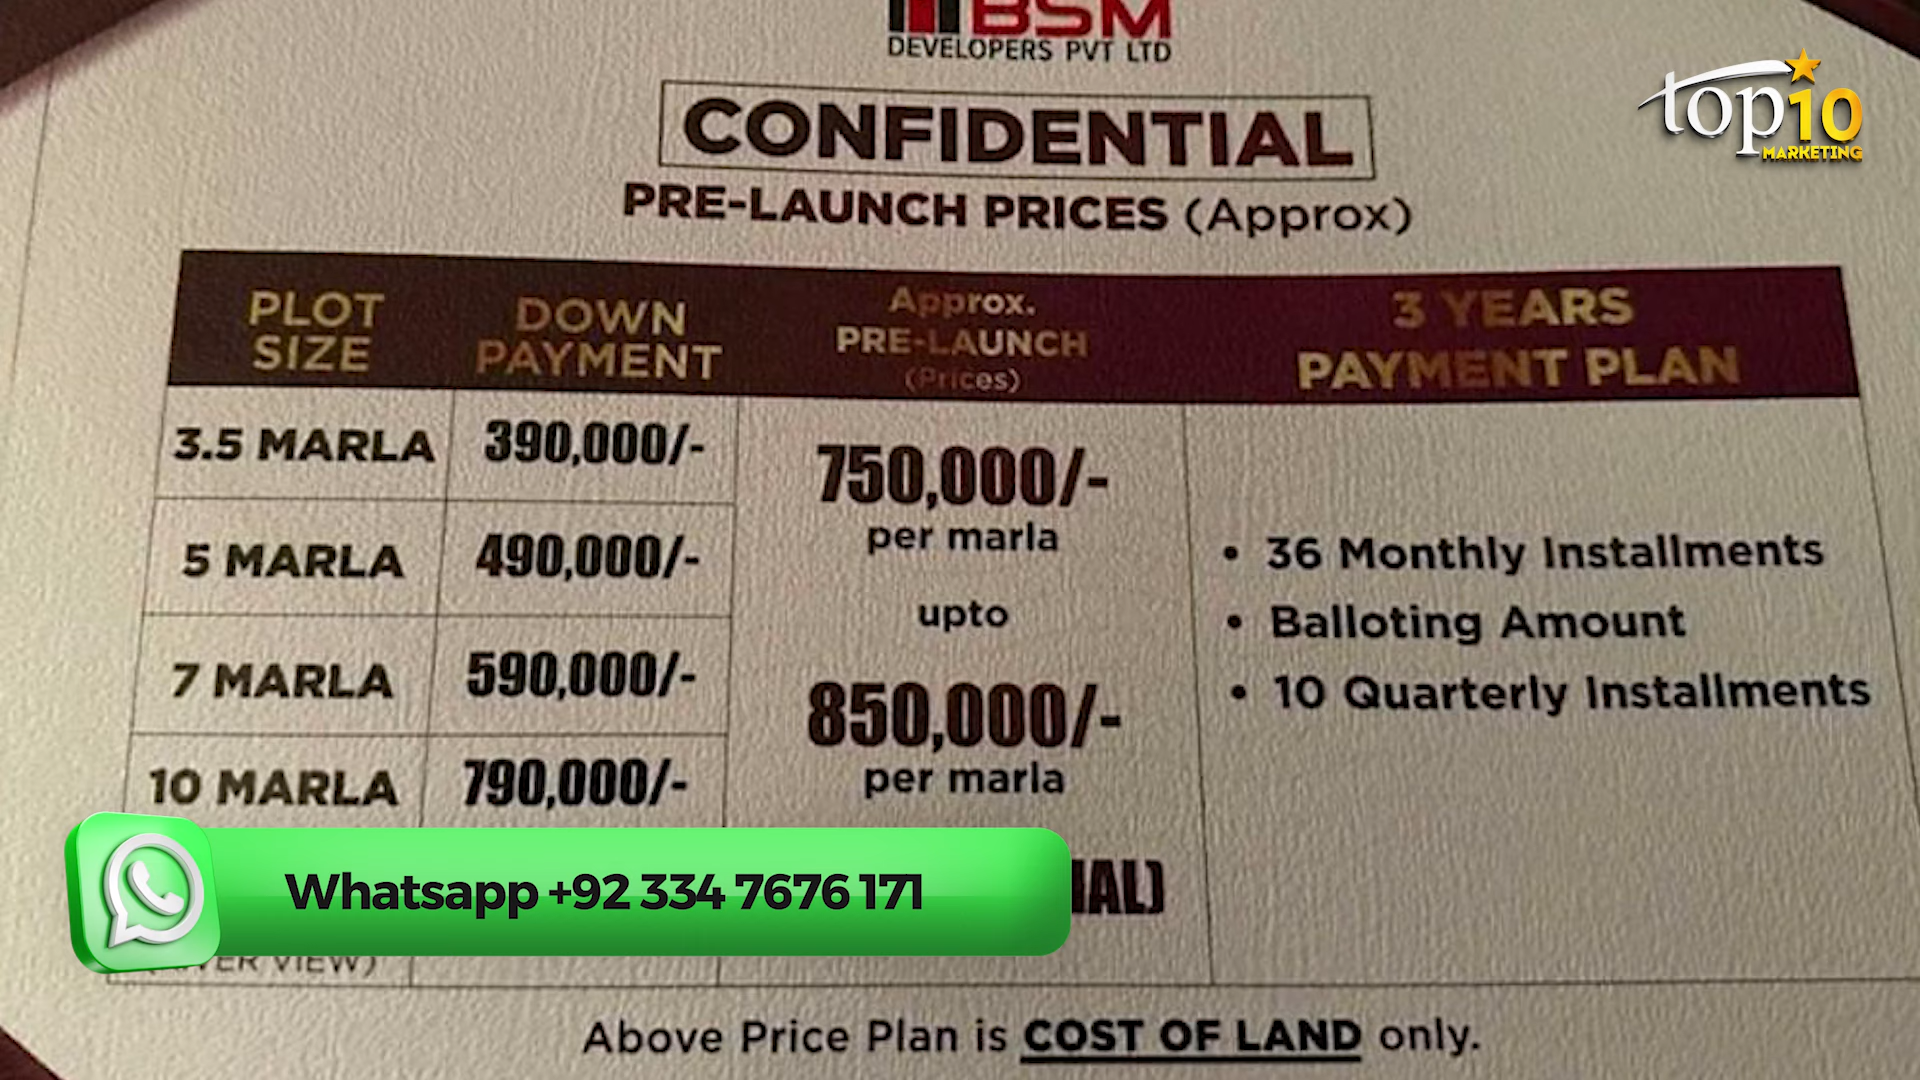 BSM
DEVELOPERS PVT LTD
top10
MARKETING
CONFIDENTIAL
PRE-LAUNCH PRICES (Approx)
PLOT SIZE
DOWN PAYMENT
Approx.
PRE-LAUNCH
(Prices)
3 YEARS
PAYMENT PLAN
3.5 MARLA 390,000/-
5 MARLA 490,000/-
7 MARLA 590,000/-
10 MARLA 790,000/-
750,000/-
per marla
upto
850,000/-
per marla
• 36 Monthly Installments
• Balloting Amount
• 10 Quarterly Installments
Whatsapp +92 334 7676 171
VIEW)
Above Price Plan is COST OF LAND only.